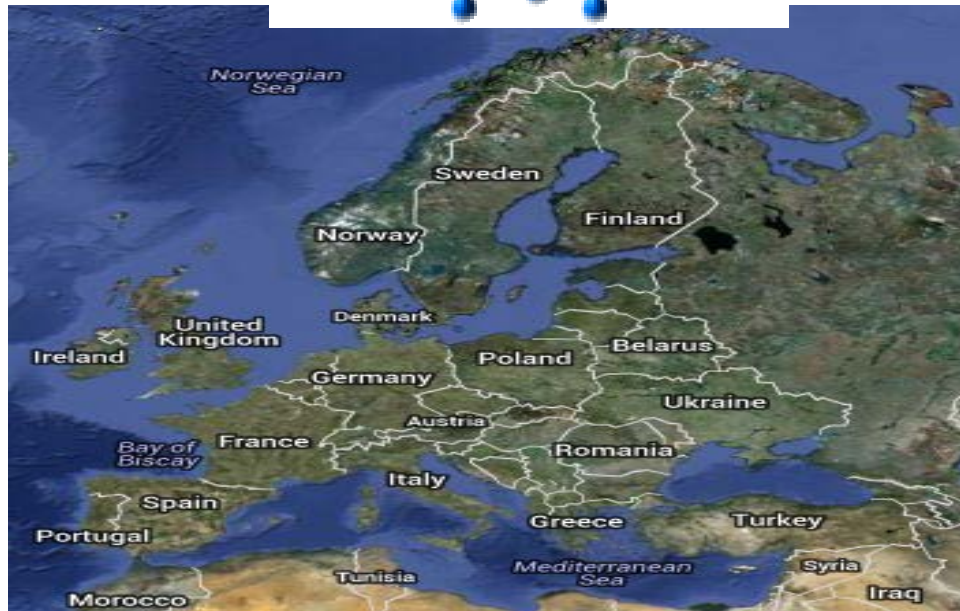 Norwegian
Sea
Sweden
Finland
Norway
Denmark
United
Kingdom
Ireland
Belarus
Poland
Germany
Ukraine
Austria
France
Bay of
Biscay
Romania
Italy
Spain
Greece
Turkey
Portugal
Mediterranean
Sea
Syria
Tunisia
Iraq
Morocco